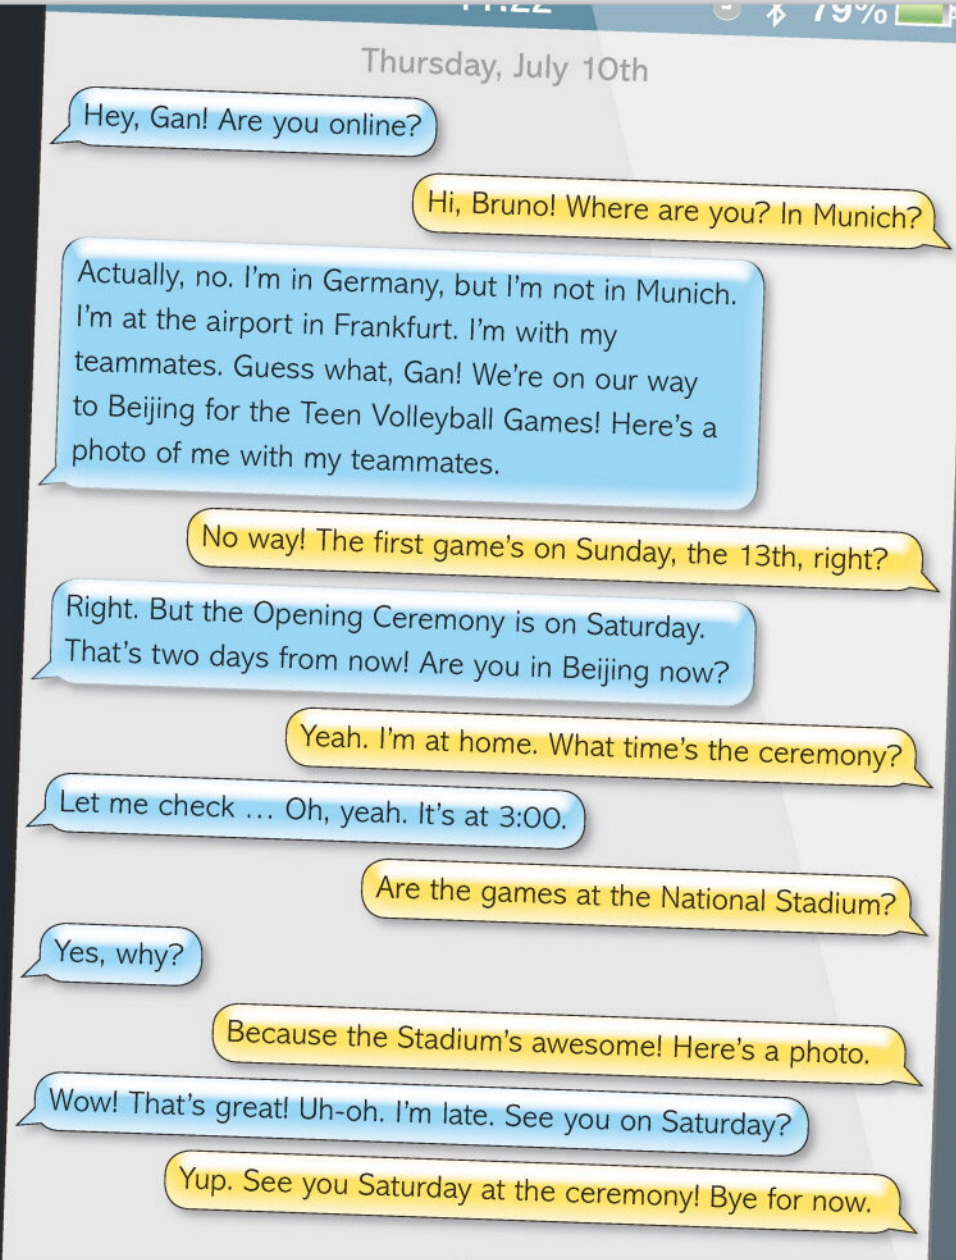 79%
Thursday, July 10th
Hey, Gan! Are you online?
Hi, Bruno! Where are you? In Munich?
Actually, no. I'm in Germany, but I'm not in Munich.
I'm at the airport in Frankfurt. I'm with my
teammates. Guess what, Gan! We're on our way
to Beijing for the Teen Volleyball Games! Here's a
photo of me with my teammates.
No way! The first game's on Sunday, the 13th, right?
Right. But the Opening Ceremony is on Saturday.
That's two days from now! Are you in Beijing now?
Yeah. I'm at home. What time's the ceremony?
Let me check ... Oh, yeah. It's at 3:00.
Are the games at the National Stadium?
Yes, why?
Because the Stadium's awesome! Here's a photo.
Wow! That's great! Uh-oh. I'm late. See you on Saturday?
Yup. See you Saturday at the ceremony! Bye for now.